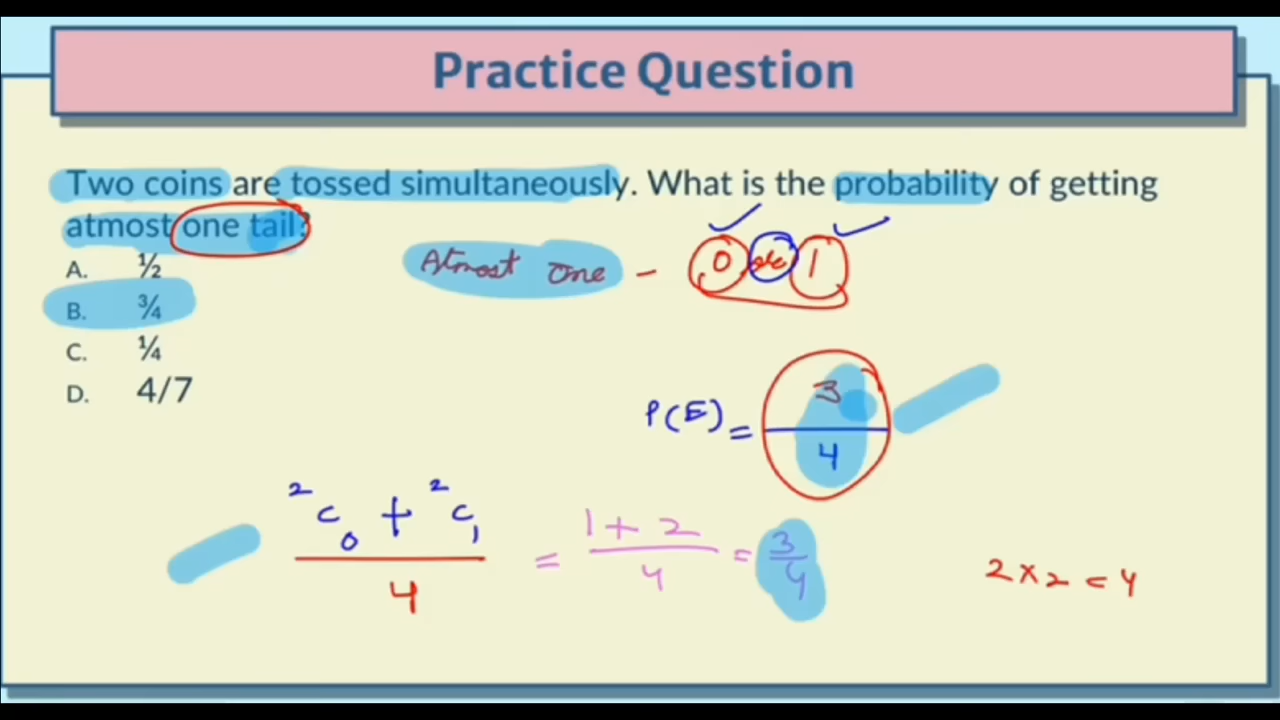 Practice Question
Two coins are tossed simultaneously. What is the probability of getting
atmost one tail?
A. ½
B. ¾
C. ¼
D. 4/7
Atmost one - 0 or 1
P(E) = 3/4
²C₀ + ²C₁ / 4 = 1+2 / 4 = 3/4
2×2 = 4